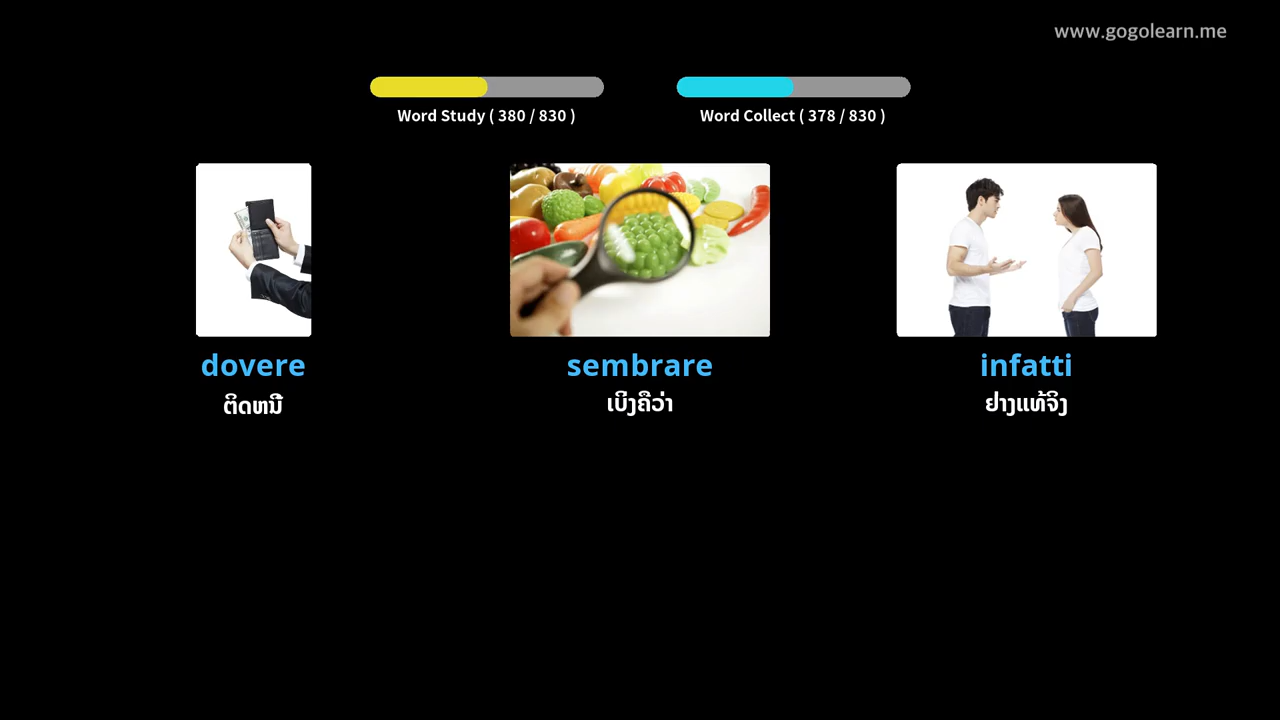 www.gogolearn.me
Word Study ( 380 / 830 )
Word Collect ( 378 / 830 )
dovere
ຕິດຫນີ້
sembrare
ເບິ່ງຄືວ່າ
infatti
ຢ່າງແທ້ຈິງ